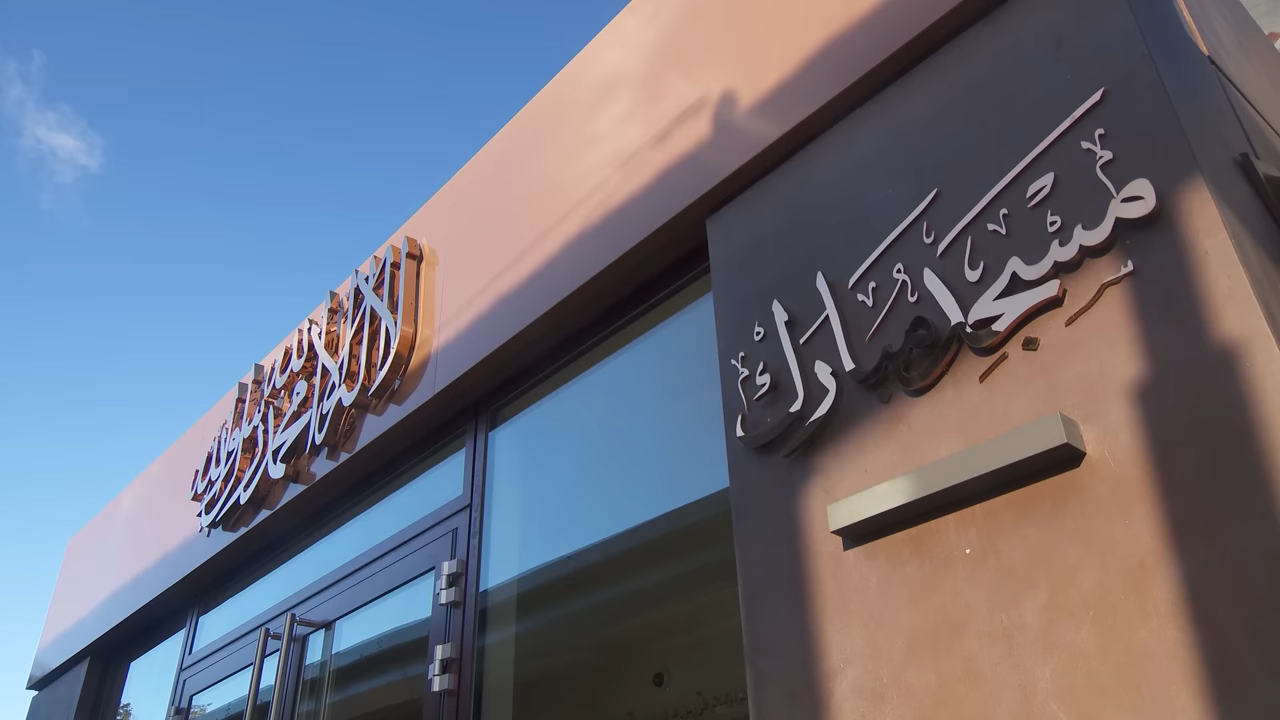 لا إله إلا الله محمد رسول الله
مسجد مبارك